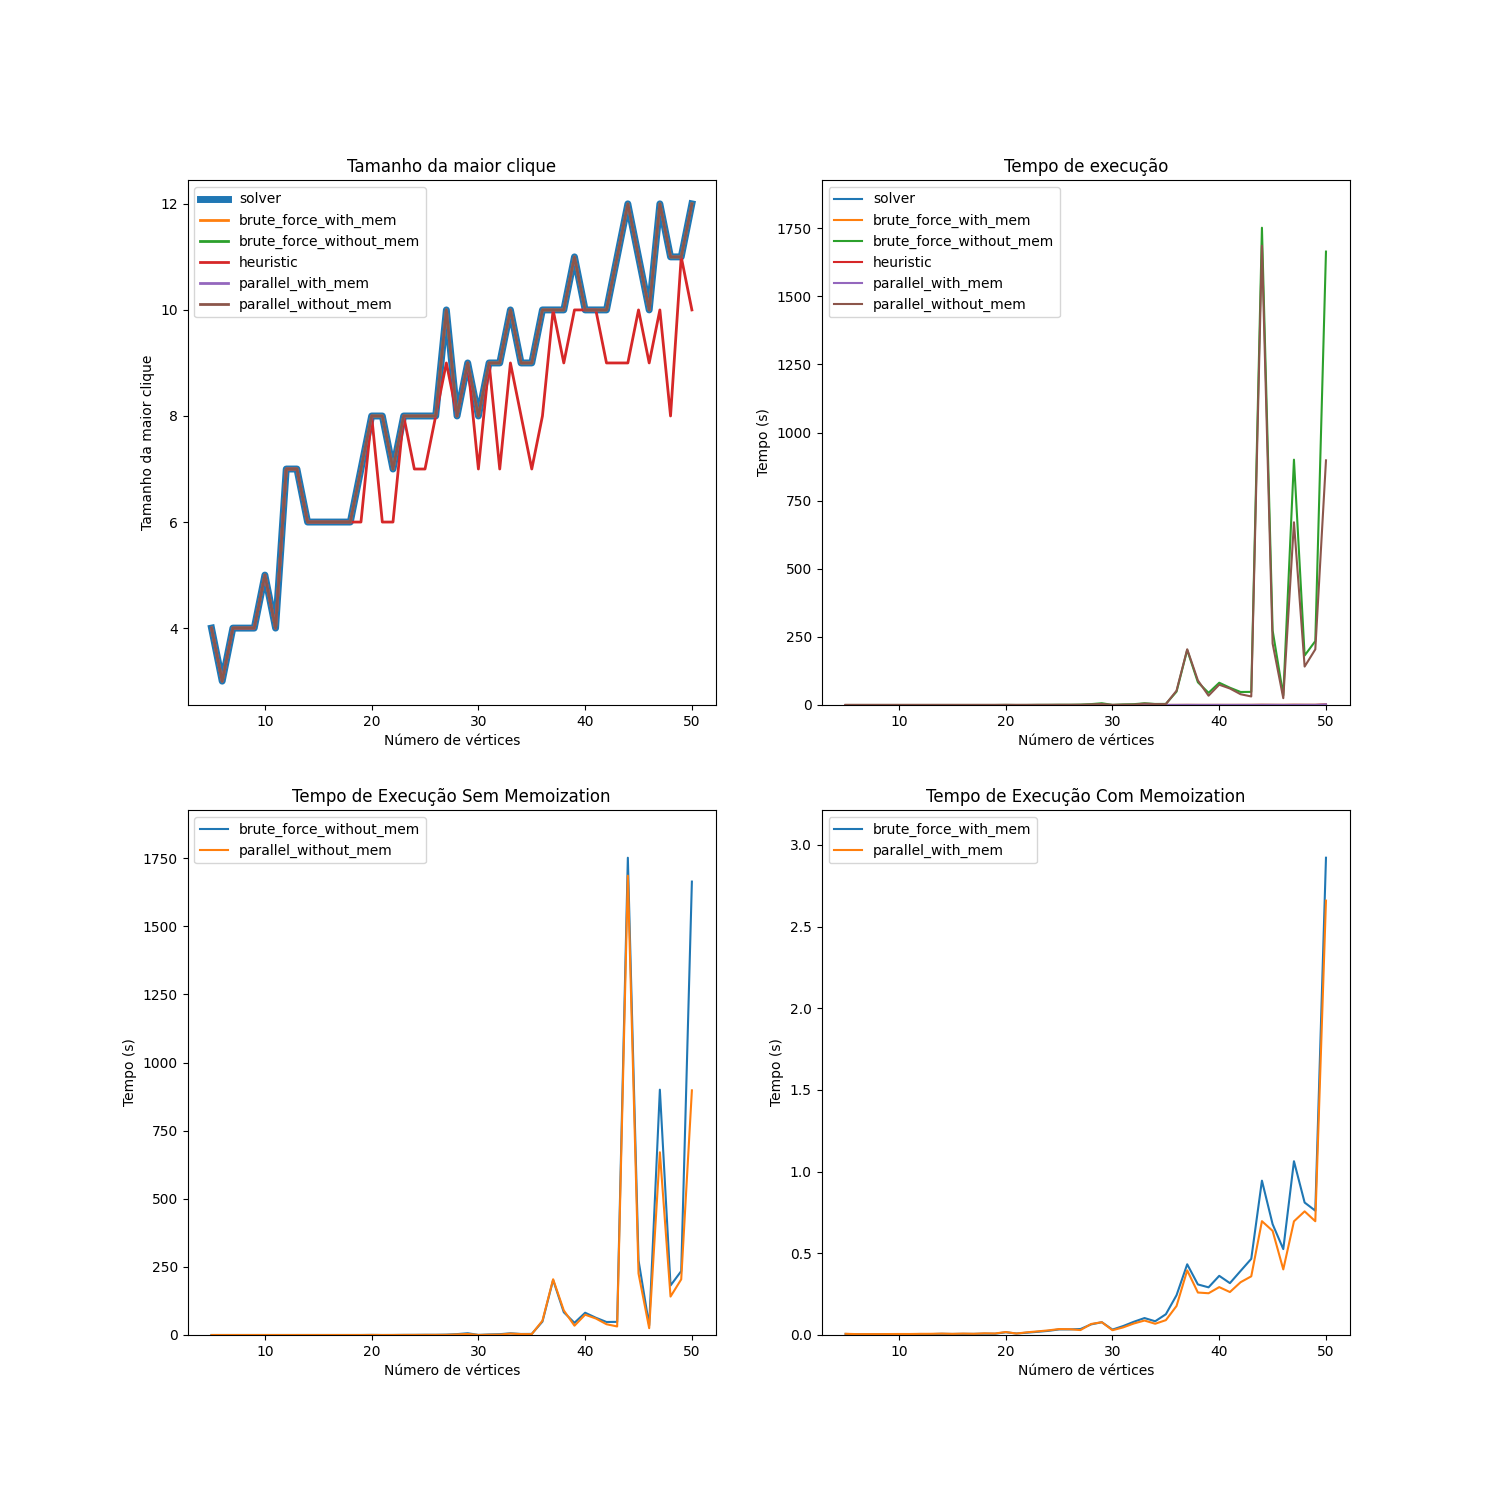 Tamanho da maior clique
solver
brute_force_with_mem
brute_force_without_mem
heuristic
parallel_with_mem
parallel_without_mem
12
10
8
6
4
Tamanho da maior clique
10 20 30 40 50
Número de vértices
Tempo de execução
solver
brute_force_with_mem
brute_force_without_mem
heuristic
parallel_with_mem
parallel_without_mem
1750
1500
1250
1000
750
500
250
0
Tempo (s)
10 20 30 40 50
Número de vértices
Tempo de Execução Sem Memoization
brute_force_without_mem
parallel_without_mem
1750
1500
1250
1000
750
500
250
0
Tempo (s)
10 20 30 40 50
Número de vértices
Tempo de Execução Com Memoization
brute_force_with_mem
parallel_with_mem
3.0
2.5
2.0
1.5
1.0
0.5
0.0
Tempo (s)
10 20 30 40 50
Número de vértices